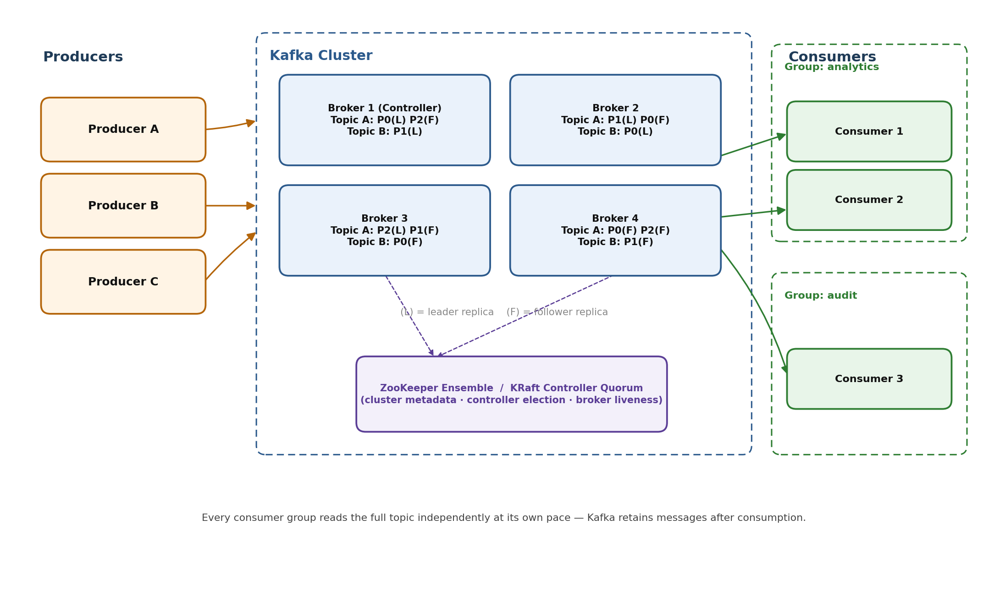 Producers
Producer A
Producer B
Producer C
Kafka Cluster
Broker 1 (Controller)
Topic A: P0(L) P2(F)
Topic B: P1(L)
Broker 2
Topic A: P1(L) P0(F)
Topic B: P0(L)
Broker 3
Topic A: P2(L) P1(F)
Topic B: P0(F)
Broker 4
Topic A: P0(F) P2(F)
Topic B: P1(F)
(L) = leader replica (F) = follower replica
ZooKeeper Ensemble / KRaft Controller Quorum
(cluster metadata · controller election · broker liveness)
Consumers
Group: analytics
Consumer 1
Consumer 2
Group: audit
Consumer 3
Every consumer group reads the full topic independently at its own pace — Kafka retains messages after consumption.